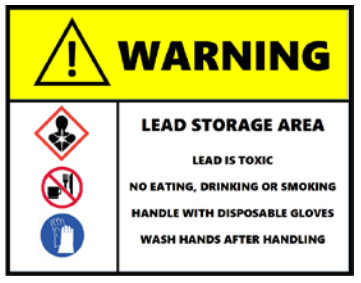 WARNING
LEAD STORAGE AREA
LEAD IS TOXIC
NO EATING, DRINKING OR SMOKING
HANDLE WITH DISPOSABLE GLOVES
WASH HANDS AFTER HANDLING